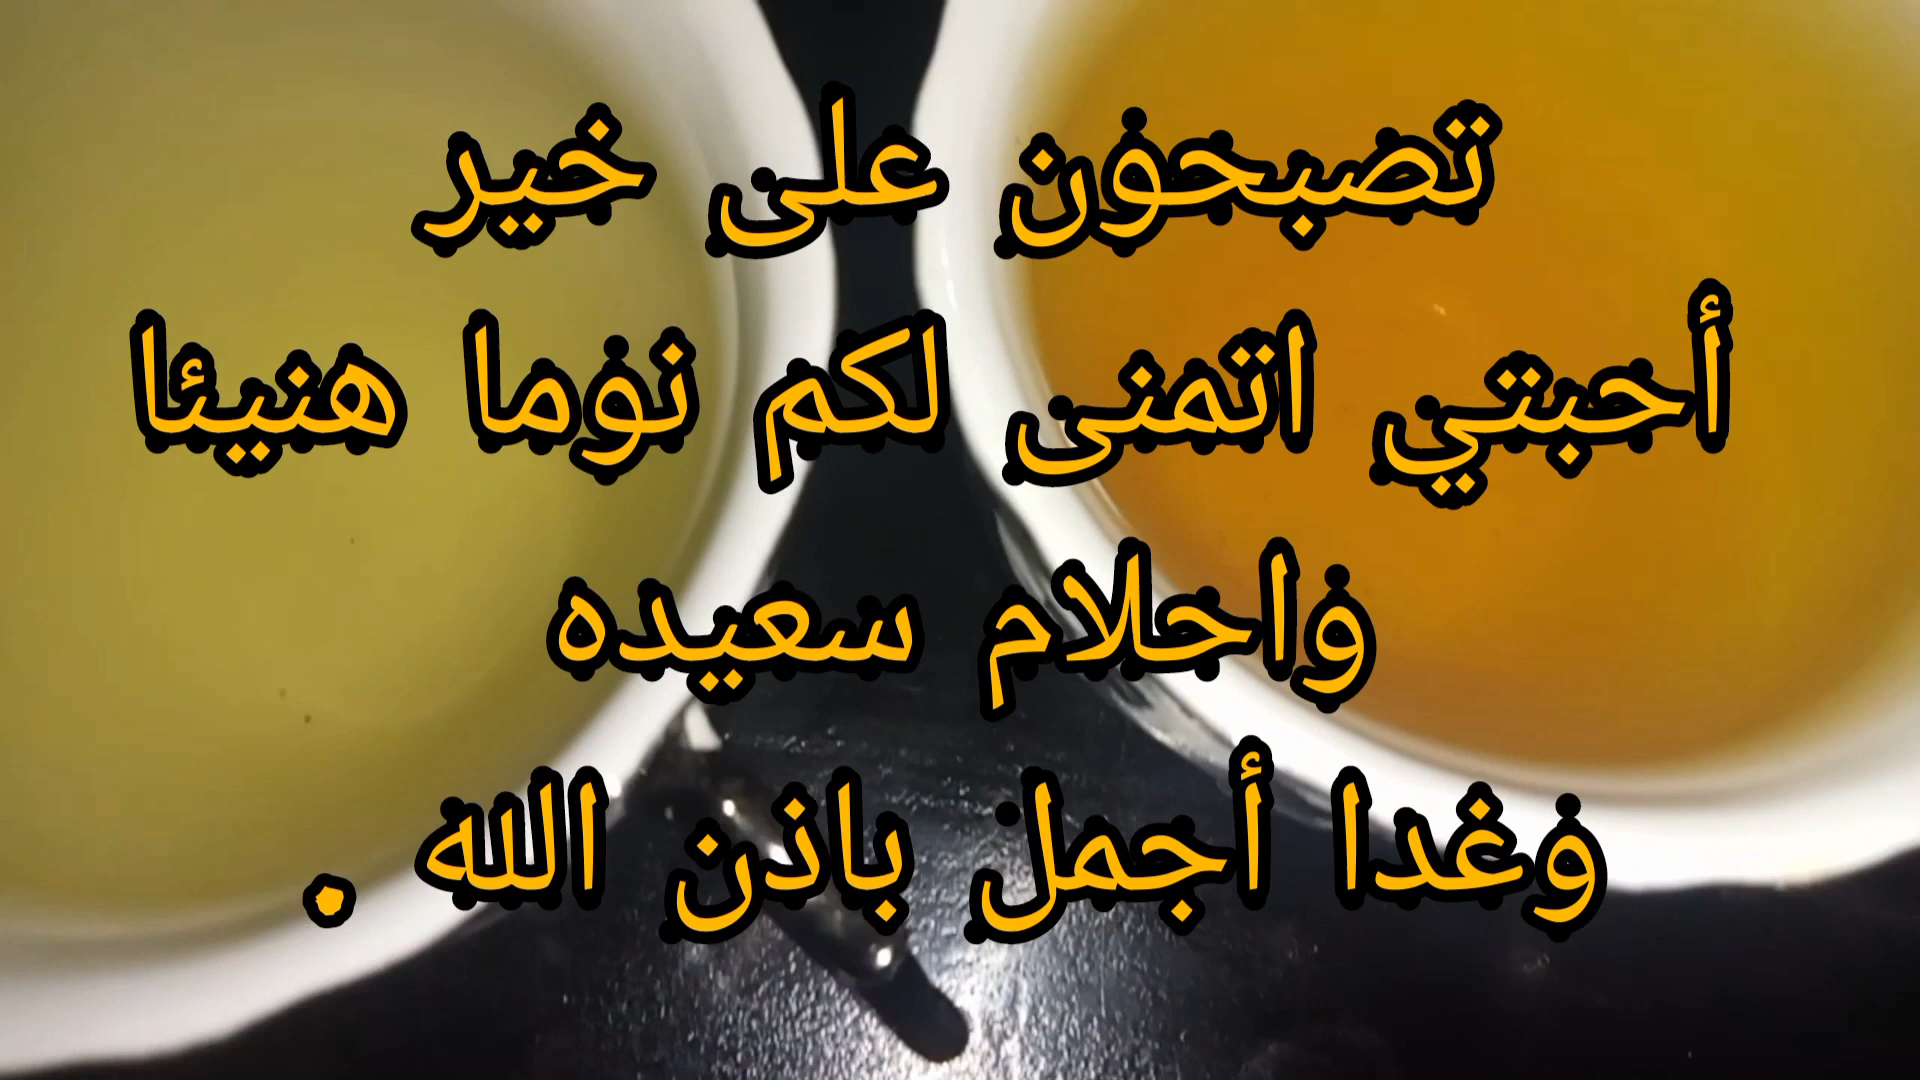 تصبحون على خير
أحبتي اتمنى لكم نوما هنيئا
واحلام سعيده
وغدا أجمل باذن الله .